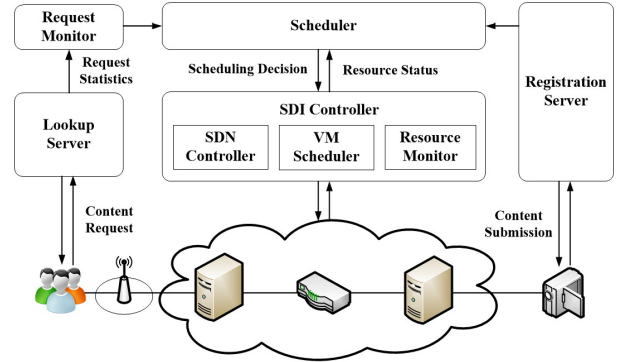 Request
Monitor
Scheduler
Request
Statistics
Scheduling Decision
Resource Status
Registration
Server
Lookup
Server
SDI Controller
SDN
Controller
VM
Scheduler
Resource
Monitor
Content
Request
Content
Submission